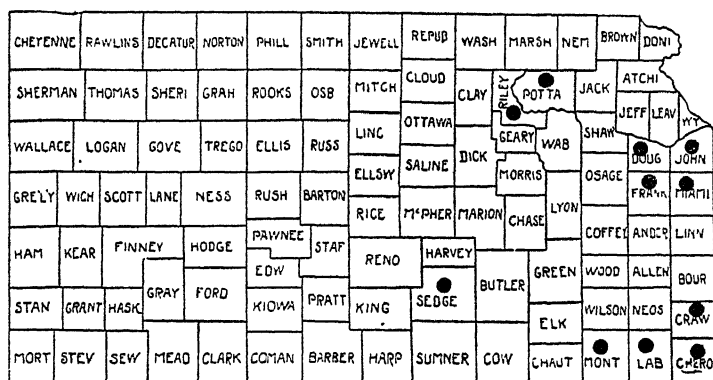 CHEYENNE RAWLINS DECATUR NORTON PHILL SMITH JEWELL REPUB WASH MARSH NEM BROWN DONI
SHERMAN THOMAS SHERI GRAH ROOKS OSB MITCH CLOUD CLAY RILEY POTTA JACK ATCHI
JEFF LEAV WY
WALLACE LOGAN GOVE TREGO ELLIS RUSS LINC OTTAWA DICK GEARY WAB SHAW DOUG JOHN
ELLSW SALINE MORRIS OSAGE FRANK MIAMI
GREL'Y WICH SCOTT LANE NESS RUSH BARTON RICE McPHER MARION CHASE LYON
COFFEY ANDER LINN
HAM KEAR FINNEY HODGE PAWNEE STAF RENO HARVEY
EDW SEDGE BUTLER GREEN WOOD ALLEN BOUR
STAN GRANT HASK GRAY FORD KIOWA PRATT KING ELK WILSON NEOS CRAW
MORT STEV SEW MEAD CLARK COMAN BARBER HARP SUMNER COW CHAUT MONT LAB CHERO